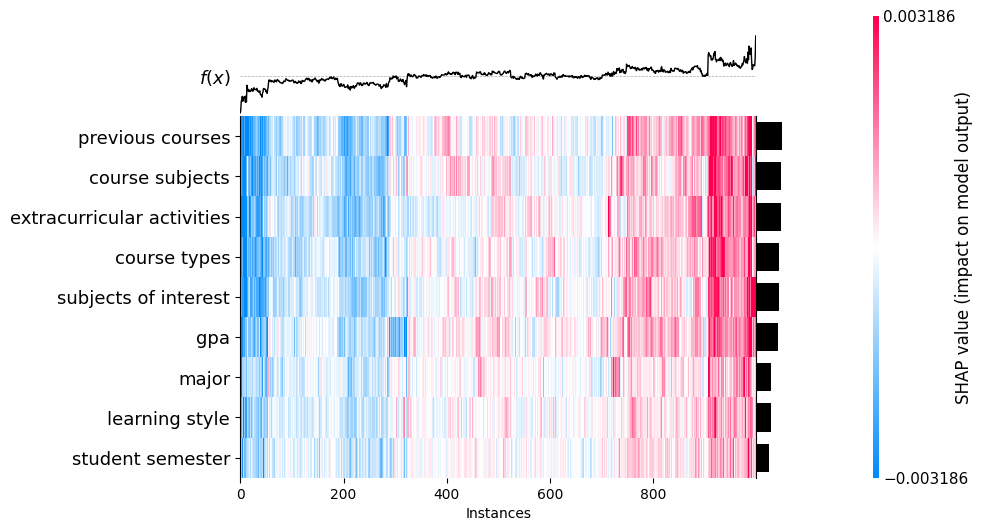 0.003186
f(x)
previous courses
course subjects
extracurricular activities
course types
subjects of interest
gpa
major
learning style
student semester
0 200 400 600 800
Instances
SHAP value (impact on model output)
−0.003186